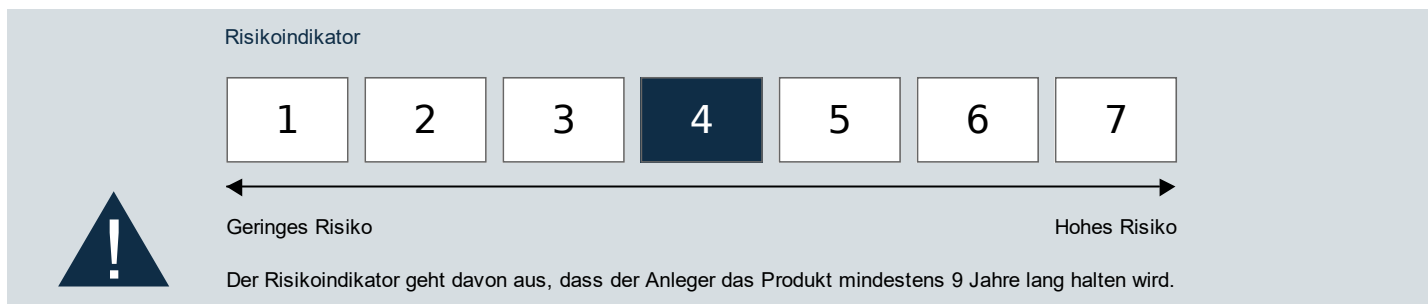 Risikoindikator
1 2 3 4 5 6 7
Geringes Risiko Hohes Risiko
!
Der Risikoindikator geht davon aus, dass der Anleger das Produkt mindestens 9 Jahre lang halten wird.